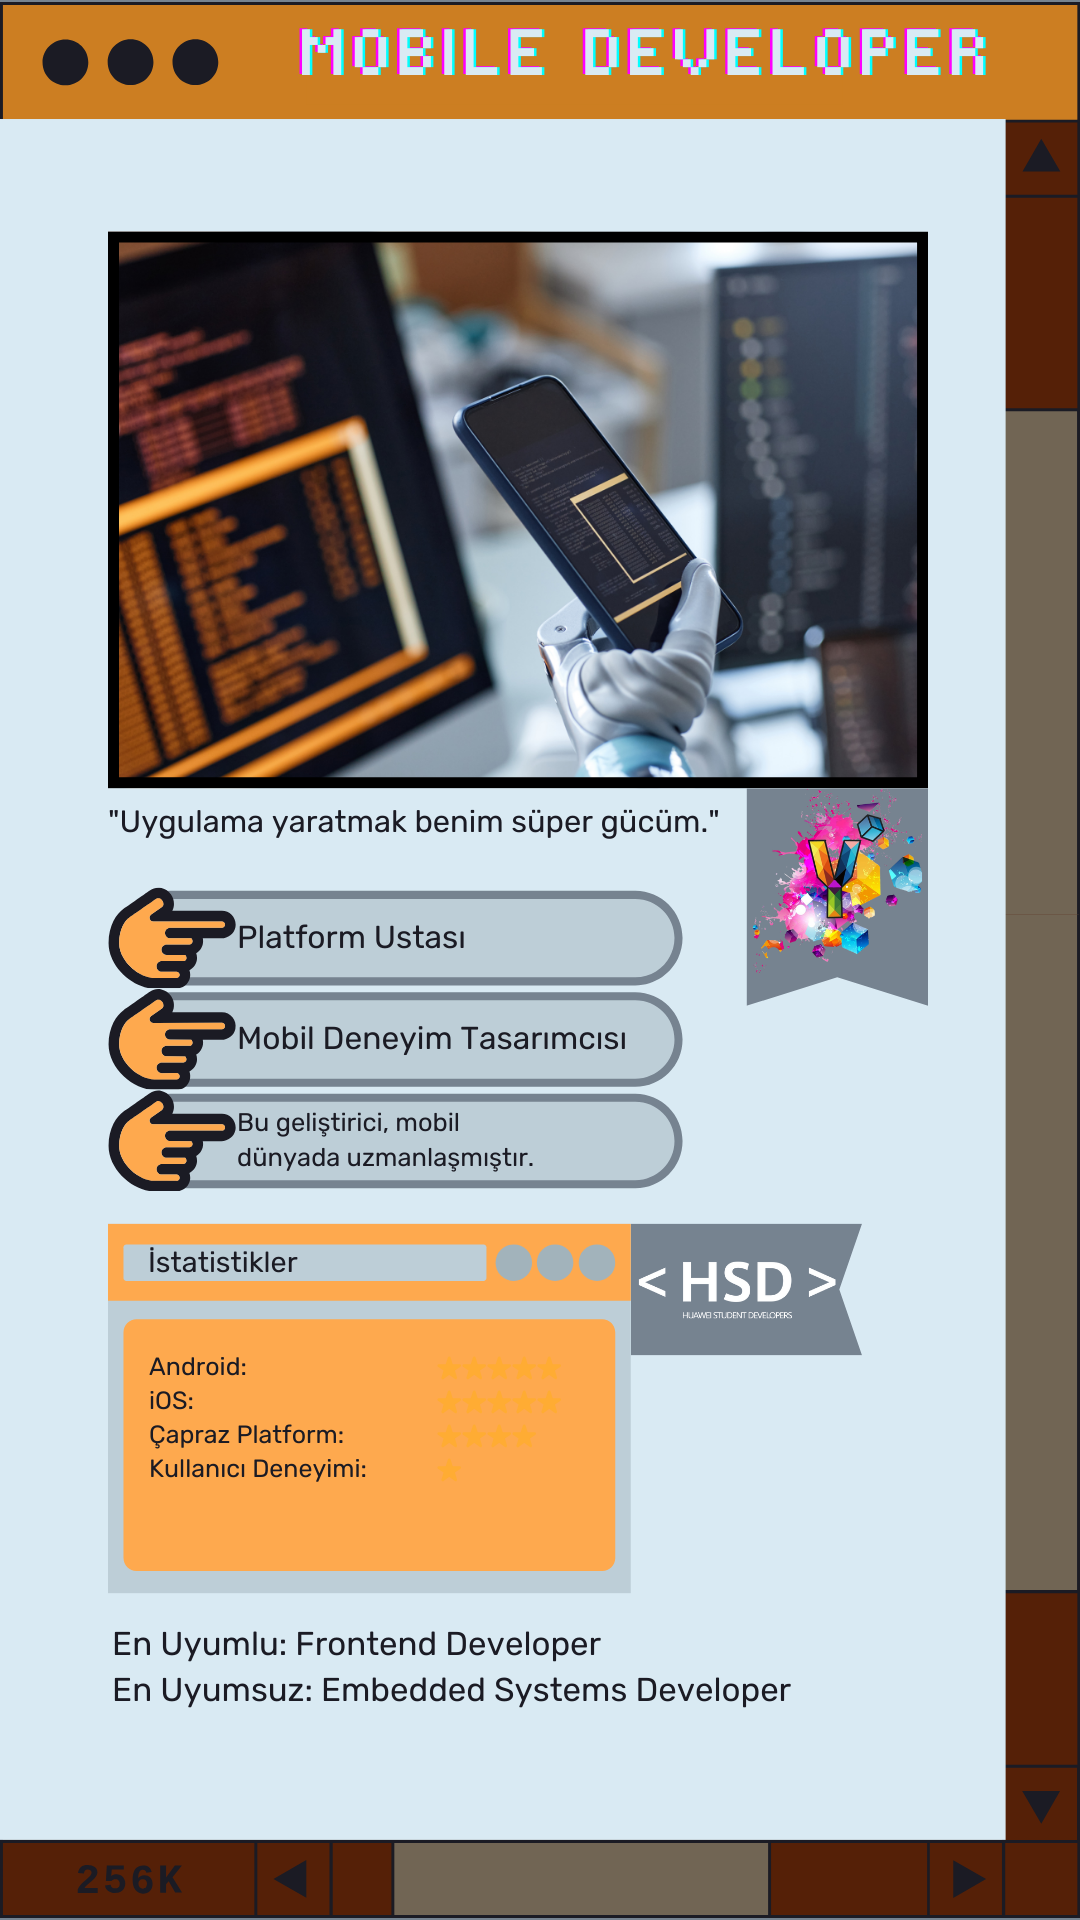 MOBILE DEVELOPER
"Uygulama yaratmak benim süper gücüm."
Platform Ustası
Mobil Deneyim Tasarımcısı
Bu geliştirici, mobil
dünyada uzmanlaşmıştır.
İstatistikler
< HSD >
HUAWEI STUDENT DEVELOPERS
Android: ★★★★★
iOS: ★★★★★
Çapraz Platform: ★★★★
Kullanıcı Deneyimi: ★
En Uyumlu: Frontend Developer
En Uyumsuz: Embedded Systems Developer
256K